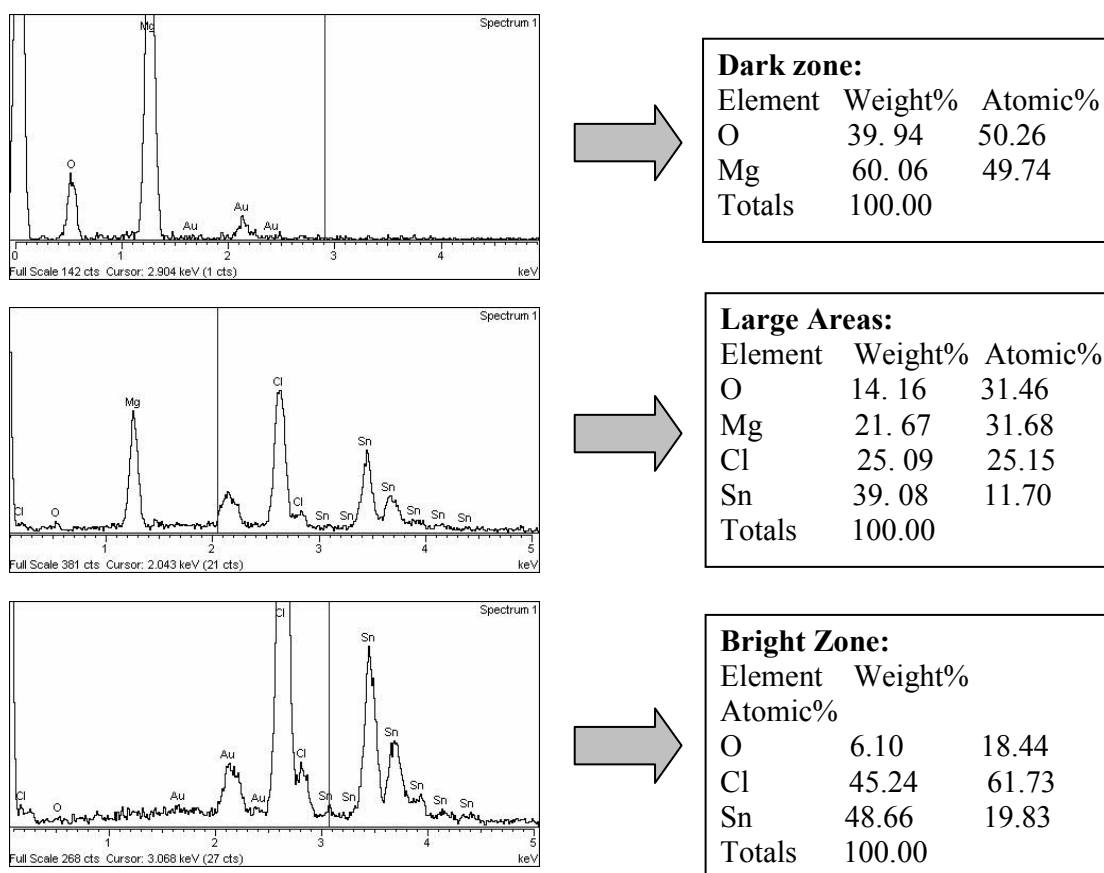 Spectrum 1
Mg
O
Au
Au
Au
0 1 2 3 4
Full Scale 142 cts Cursor: 2.904 keV (1 cts) keV
Dark zone:
Element Weight% Atomic%
O 39. 94 50.26
Mg 60. 06 49.74
Totals 100.00
Spectrum 1
Cl
Mg
Sn
Sn
Cl O Cl Sn Sn Sn Sn Sn
1 2 3 4 5
Full Scale 381 cts Cursor: 2.043 keV (21 cts) keV
Large Areas:
Element Weight% Atomic%
O 14. 16 31.46
Mg 21. 67 31.68
Cl 25. 09 25.15
Sn 39. 08 11.70
Totals 100.00
Spectrum 1
Cl
Sn
Sn
Au Cl
Cl O Au Au Sn Sn Sn Sn Sn
1 2 3 4 5
Full Scale 268 cts Cursor: 3.068 keV (27 cts) keV
Bright Zone:
Element Weight%
Atomic%
O 6.10 18.44
Cl 45.24 61.73
Sn 48.66 19.83
Totals 100.00